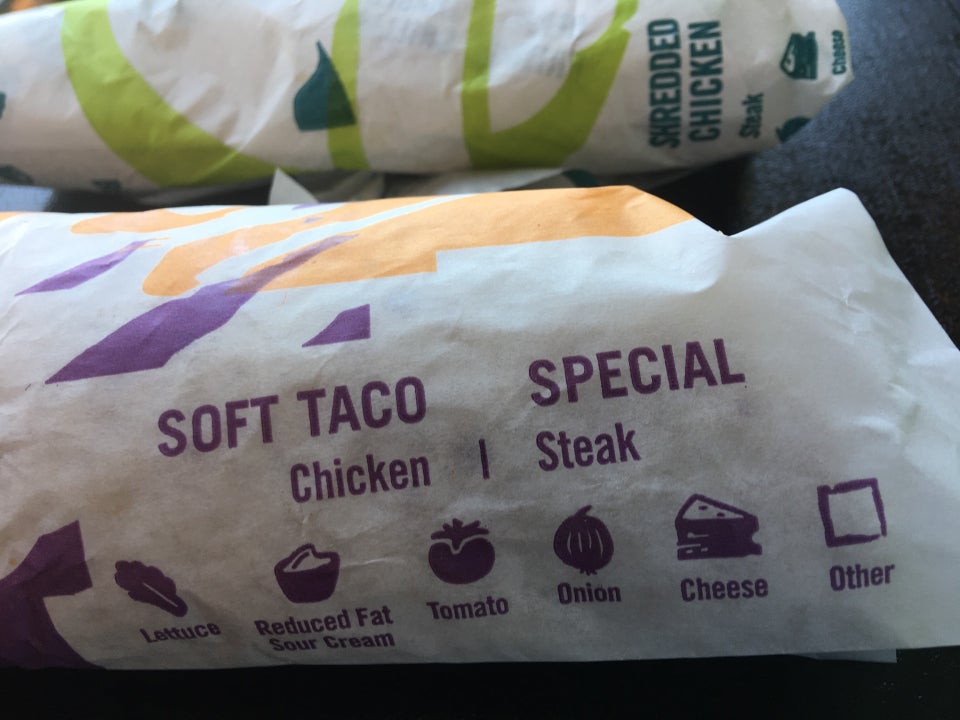 SHREDDED
CHICKEN
Steak
Cheese
SOFT TACO SPECIAL
Chicken | Steak
Lettuce
Reduced Fat
Sour Cream
Tomato
Onion
Cheese
Other